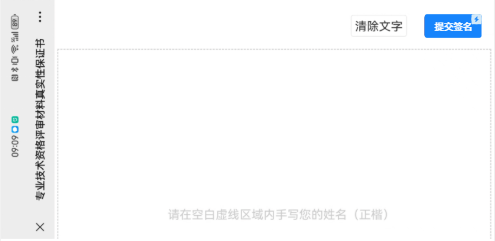 09:09
专业技术资格评审材料真实性保证书
清除文字
提交签名
请在空白虚线区域内手写您的姓名（正楷）